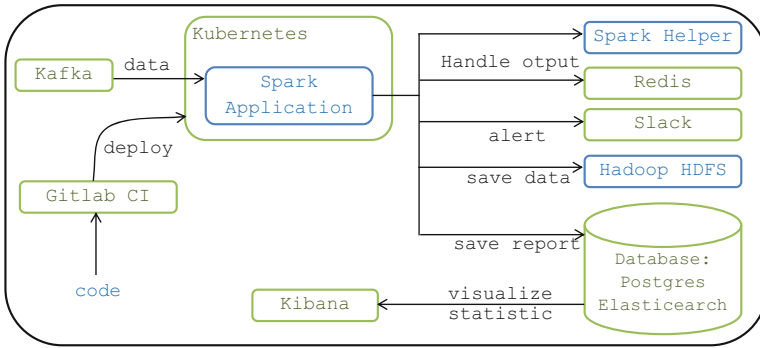 Kubernetes
Spark Helper
Kafka
data
Spark
Application
Handle otput
Redis
Slack
alert
deploy
Hadoop HDFS
save data
Gitlab CI
save report
Database:
Postgres
Elasticearch
code
Kibana
visualize
statistic